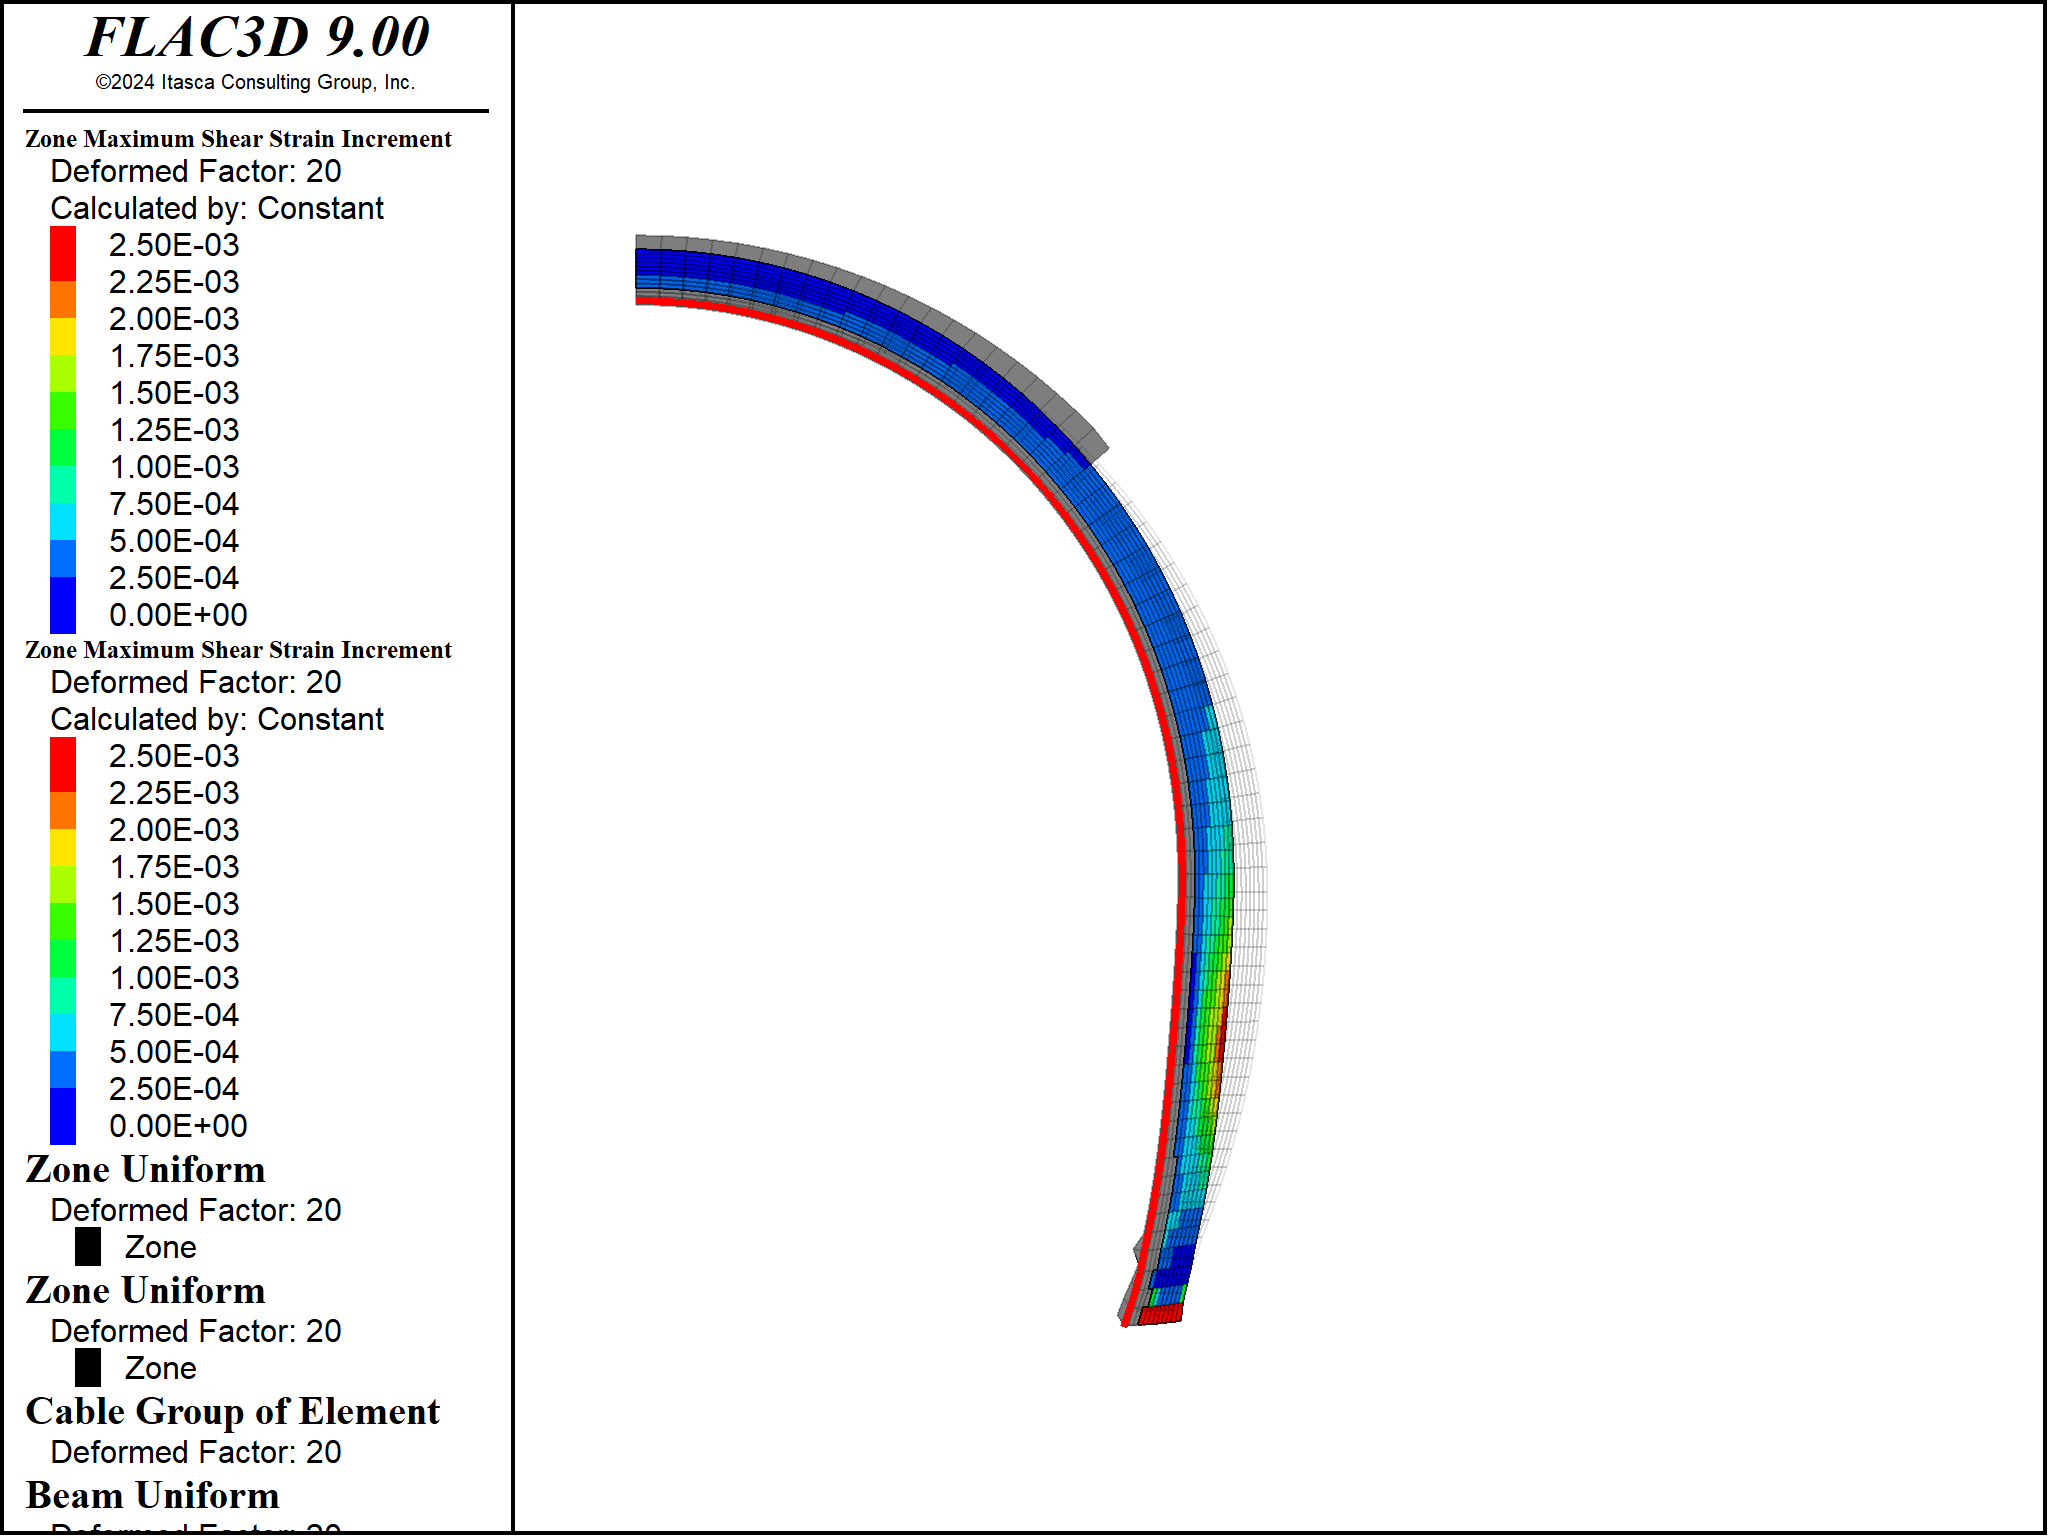 FLAC3D 9.00
©2024 Itasca Consulting Group, Inc.
Zone Maximum Shear Strain Increment
Deformed Factor: 20
Calculated by: Constant
2.50E-03
2.25E-03
2.00E-03
1.75E-03
1.50E-03
1.25E-03
1.00E-03
7.50E-04
5.00E-04
2.50E-04
0.00E+00
Zone Maximum Shear Strain Increment
Deformed Factor: 20
Calculated by: Constant
2.50E-03
2.25E-03
2.00E-03
1.75E-03
1.50E-03
1.25E-03
1.00E-03
7.50E-04
5.00E-04
2.50E-04
0.00E+00
Zone Uniform
Deformed Factor: 20
Zone
Zone Uniform
Deformed Factor: 20
Zone
Cable Group of Element
Deformed Factor: 20
Beam Uniform
Deformed Factor: 20